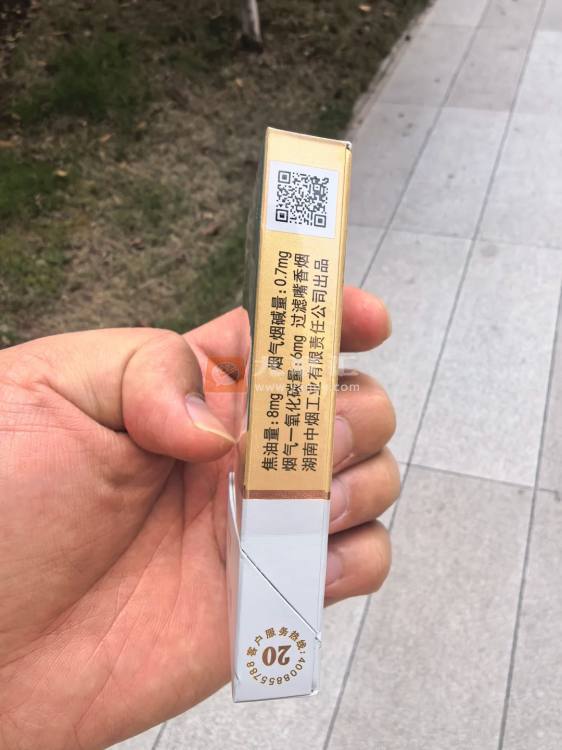 焦油量:8mg 烟气烟碱量:0.7mg
烟气一氧化碳量:6mg 过滤嘴香烟
湖南中烟工业有限责任公司出品
客户服务热线:4008855788
20